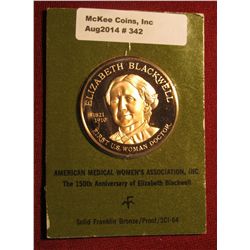 McKee Coins, Inc
Aug2014 # 342
ELIZABETH BLACKWELL
1821
1910
FIRST U.S. WOMAN DOCTOR
AMERICAN MEDICAL WOMEN'S ASSOCIATION, INC.
The 150th Anniversary of Elizabeth Blackwell
Solid Franklin Bronze/Proof/SCI-64